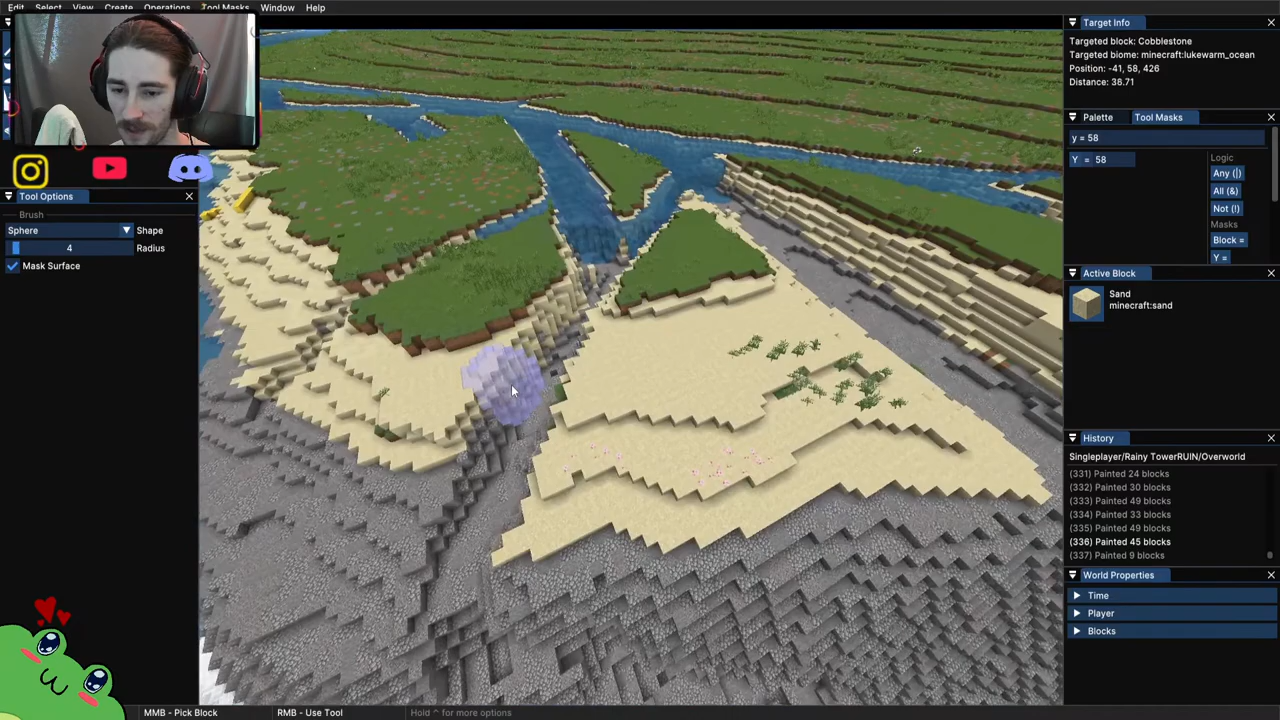 Edit Select View Create Operations Tool Masks Window Help
Target Info
Targeted block: Cobblestone
Targeted biome: minecraft:lukewarm_ocean
Position: -41, 58, 426
Distance: 36.71
Palette Tool Masks
y = 58
Y = 58
Logic
Any (|)
All (&)
Not (!)
Masks
Block =
Y =
Tool Options
Brush
Sphere Shape
4 Radius
Mask Surface
Active Block
Sand
minecraft:sand
History
Singleplayer/Rainy TowerRUIN/Overworld
(331) Painted 24 blocks
(332) Painted 30 blocks
(333) Painted 49 blocks
(334) Painted 33 blocks
(335) Painted 49 blocks
(336) Painted 45 blocks
(337) Painted 9 blocks
World Properties
Time
Player
Blocks
MMB - Pick Block RMB - Use Tool Hold ^ for more options